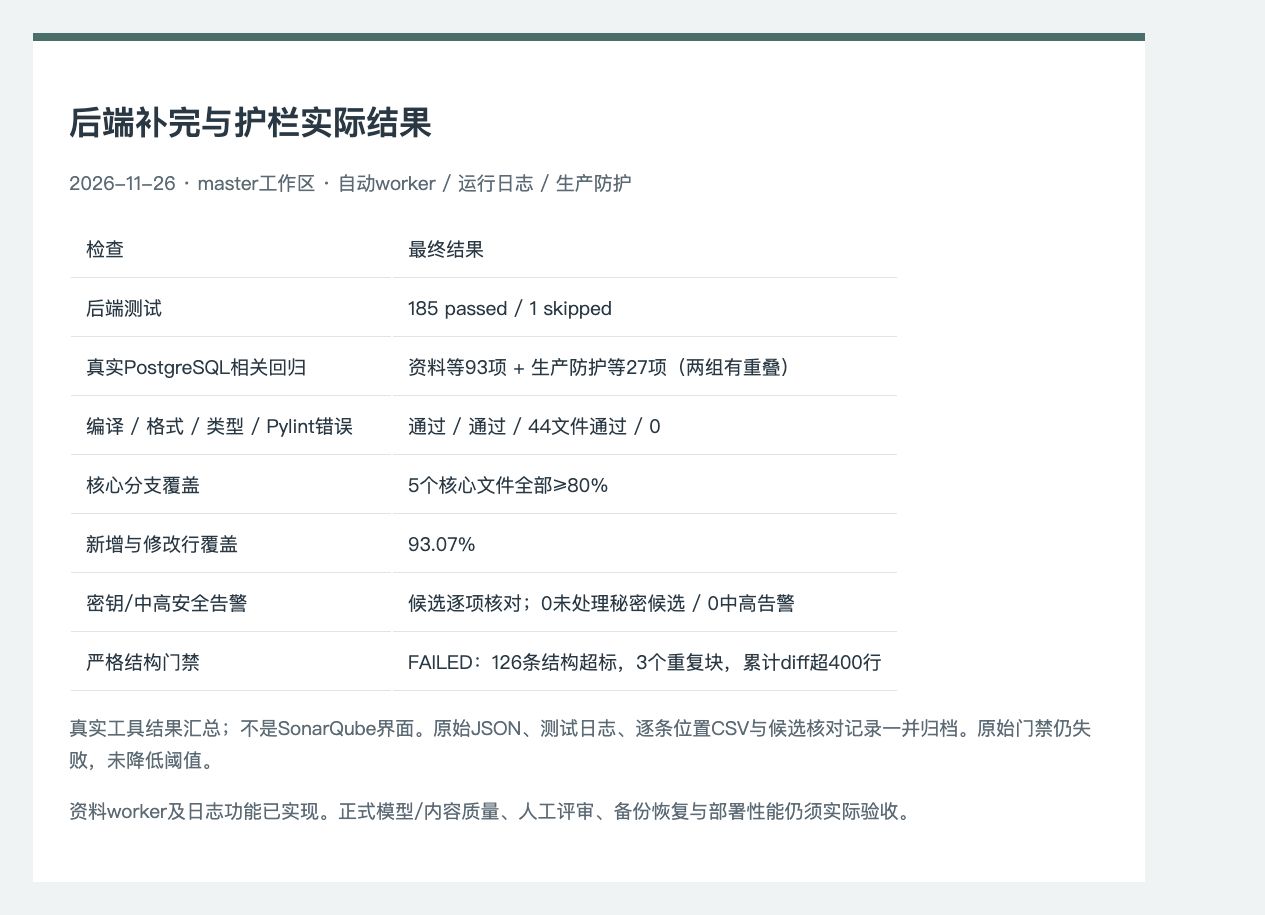 后端补完与护栏实际结果
2026–11–26 · master工作区 · 自动worker / 运行日志 / 生产防护
检查 最终结果
后端测试 185 passed / 1 skipped
真实PostgreSQL相关回归 资料等93项 + 生产防护等27项（两组有重叠）
编译 / 格式 / 类型 / Pylint错误 通过 / 通过 / 44文件通过 / 0
核心分支覆盖 5个核心文件全部≥80%
新增与修改行覆盖 93.07%
密钥/中高安全告警 候选逐项核对；0未处理秘密候选 / 0中高告警
严格结构门禁 FAILED：126条结构超标，3个重复块，累计diff超400行
真实工具结果汇总；不是SonarQube界面。原始JSON、测试日志、逐条位置CSV与候选核对记录一并归档。原始门禁仍失
败，未降低阈值。
资料worker及日志功能已实现。正式模型/内容质量、人工评审、备份恢复与部署性能仍须实际验收。